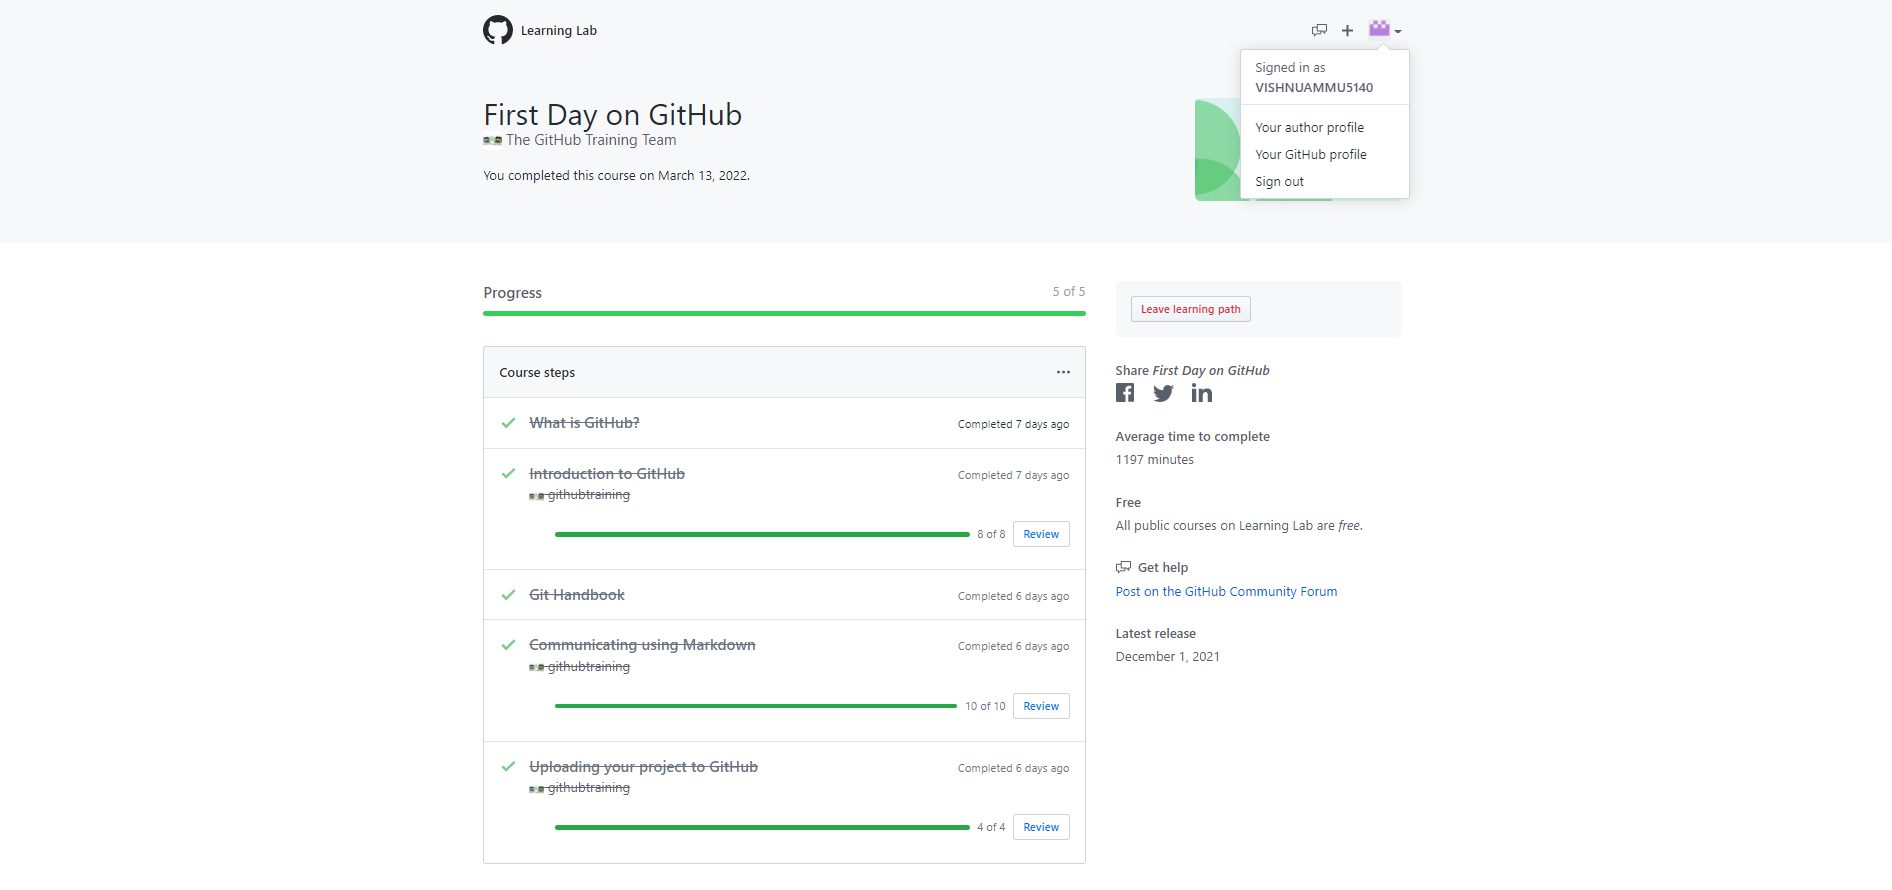 Learning Lab
Signed in as
VISHNUAMMU5140
Your author profile
Your GitHub profile
Sign out
First Day on GitHub
The GitHub Training Team
You completed this course on March 13, 2022.
Progress
5 of 5
Course steps
What is GitHub?
Completed 7 days ago
Introduction to GitHub
Completed 7 days ago
githubtraining
8 of 8
Review
Git Handbook
Completed 6 days ago
Communicating using Markdown
Completed 6 days ago
githubtraining
10 of 10
Review
Uploading your project to GitHub
Completed 6 days ago
githubtraining
4 of 4
Review
Leave learning path
Share First Day on GitHub
Average time to complete
1197 minutes
Free
All public courses on Learning Lab are free.
Get help
Post on the GitHub Community Forum
Latest release
December 1, 2021